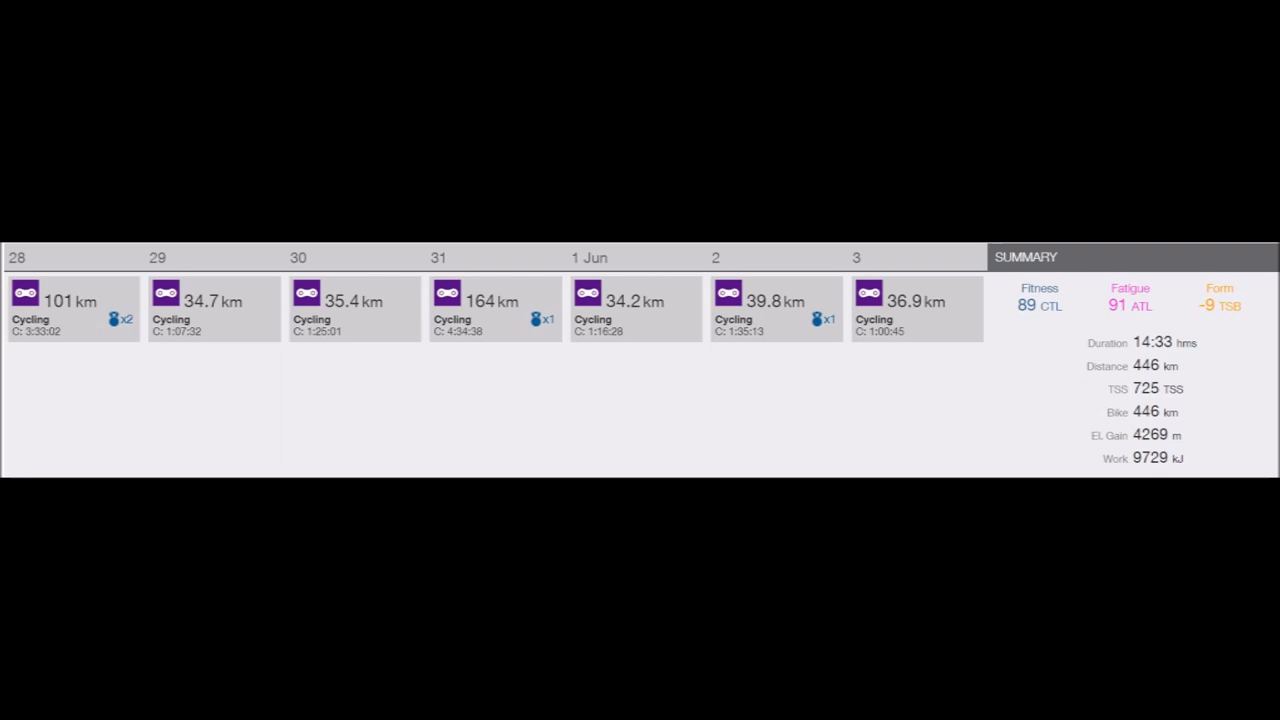 28 29 30 31 1 Jun 2 3 SUMMARY
101 km 34.7 km 35.4 km 164 km 34.2 km 39.8 km 36.9 km
Cycling x2 Cycling Cycling Cycling x1 Cycling Cycling x1 Cycling
C: 3:33:02 C: 1:07:32 C: 1:25:01 C: 4:34:38 C: 1:16:28 C: 1:35:13 C: 1:00:45
Fitness Fatigue Form
89 CTL 91 ATL -9 TSB
Duration 14:33 hms
Distance 446 km
TSS 725 TSS
Bike 446 km
El. Gain 4269 m
Work 9729 kJ